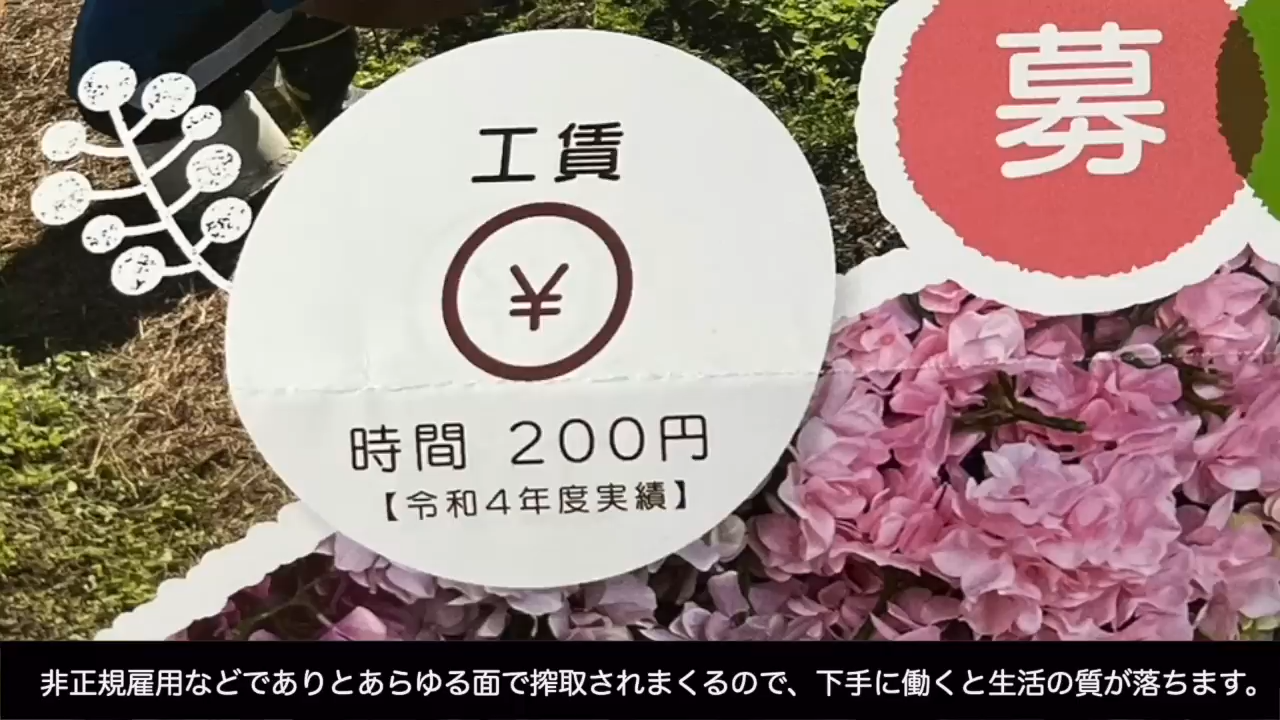 募
工賃
¥
時間 200円
【令和4年度実績】
非正規雇用などでありとあらゆる面で搾取されまくるので、下手に働くと生活の質が落ちます。